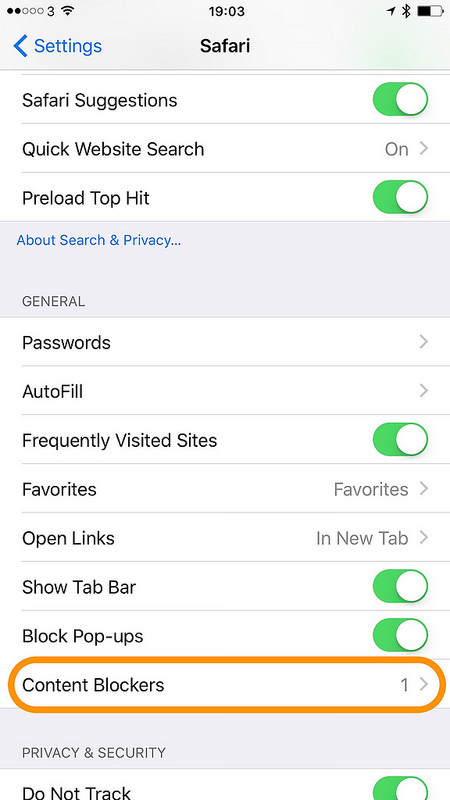 3 19:03
Settings Safari
Safari Suggestions
Quick Website Search On
Preload Top Hit
About Search & Privacy...
GENERAL
Passwords
AutoFill
Frequently Visited Sites
Favorites Favorites
Open Links In New Tab
Show Tab Bar
Block Pop-ups
Content Blockers 1
PRIVACY & SECURITY
Do Not Track